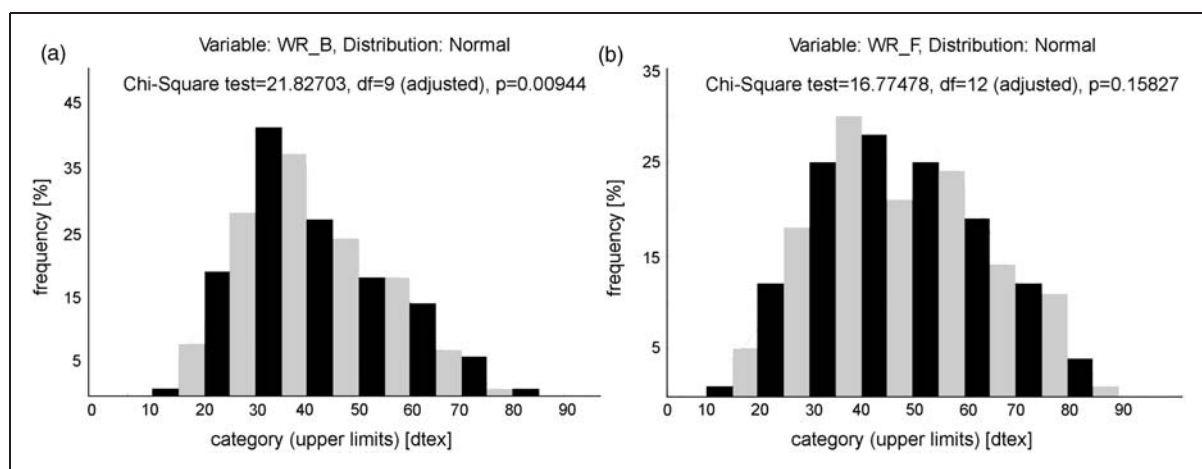 (a)
Variable: WR_B, Distribution: Normal
Chi-Square test=21.82703, df=9 (adjusted), p=0.00944
45
35
25
15
5
frequency [%]
0 10 20 30 40 50 60 70 80 90
category (upper limits) [dtex]
(b)
Variable: WR_F, Distribution: Normal
35
Chi-Square test=16.77478, df=12 (adjusted), p=0.15827
25
15
5
frequency [%]
0 10 20 30 40 50 60 70 80 90
category (upper limits) [dtex]